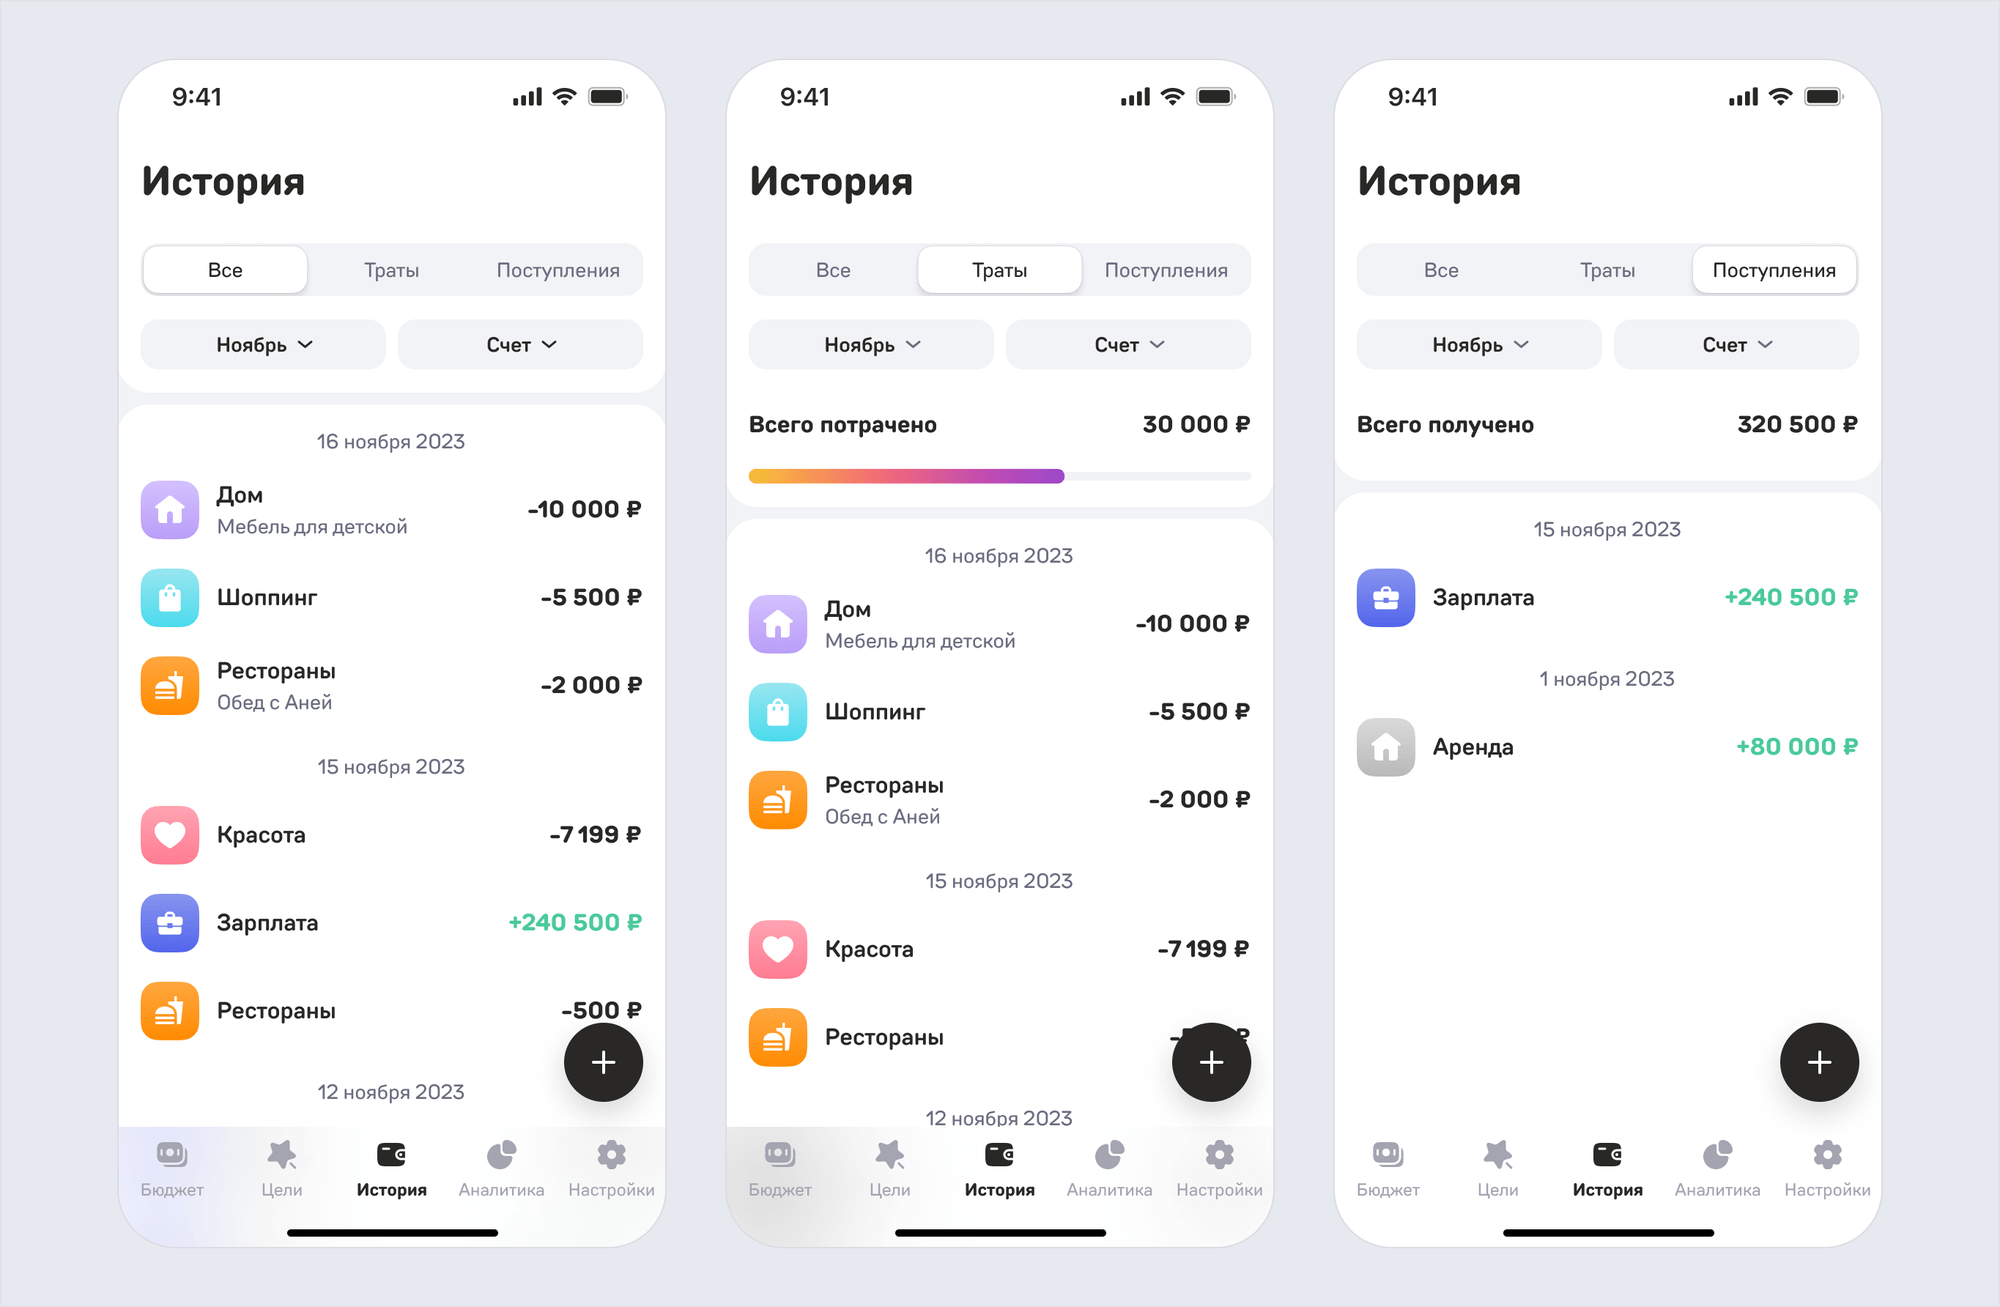 9:41
История
Все Траты Поступления
Ноябрь Счет
16 ноября 2023
Дом
Мебель для детской
-10 000 ₽
Шоппинг -5 500 ₽
Рестораны
Обед с Аней
-2 000 ₽
15 ноября 2023
Красота -7 199 ₽
Зарплата +240 500 ₽
Рестораны -500 ₽
12 ноября 2023
Бюджет Цели История Аналитика Настройки
9:41
История
Все Траты Поступления
Ноябрь Счет
Всего потрачено 30 000 ₽
16 ноября 2023
Дом
Мебель для детской
-10 000 ₽
Шоппинг -5 500 ₽
Рестораны
Обед с Аней
-2 000 ₽
15 ноября 2023
Красота -7 199 ₽
Рестораны
12 ноября 2023
Бюджет Цели История Аналитика Настройки
9:41
История
Все Траты Поступления
Ноябрь Счет
Всего получено 320 500 ₽
15 ноября 2023
Зарплата +240 500 ₽
1 ноября 2023
Аренда +80 000 ₽
Бюджет Цели История Аналитика Настройки